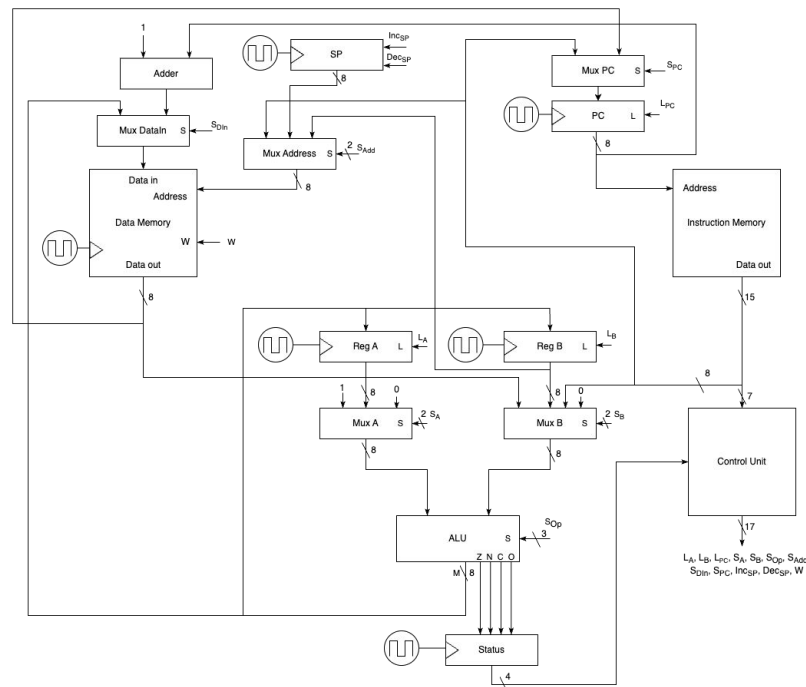 1
Inc_SP
Dec_SP
SP
8
Adder
Mux PC S
S_PC
PC L
L_PC
8
Mux DataIn S
S_DIn
Mux Address S
2 S_Add
8
Data in
Address
Data Memory
W W
Data out
8
Address
Instruction Memory
Data out
15
Reg A L
L_A
Reg B L
L_B
8
7
1
8
0
8
0
Mux A S
2 S_A
Mux B S
2 S_B
8
8
Control Unit
17
L_A, L_B, L_PC, S_A, S_B, S_Op, S_Add
S_DIn, S_PC, Inc_SP, Dec_SP, W
ALU S
S_Op
3
Z N C O
M 8
Status
4